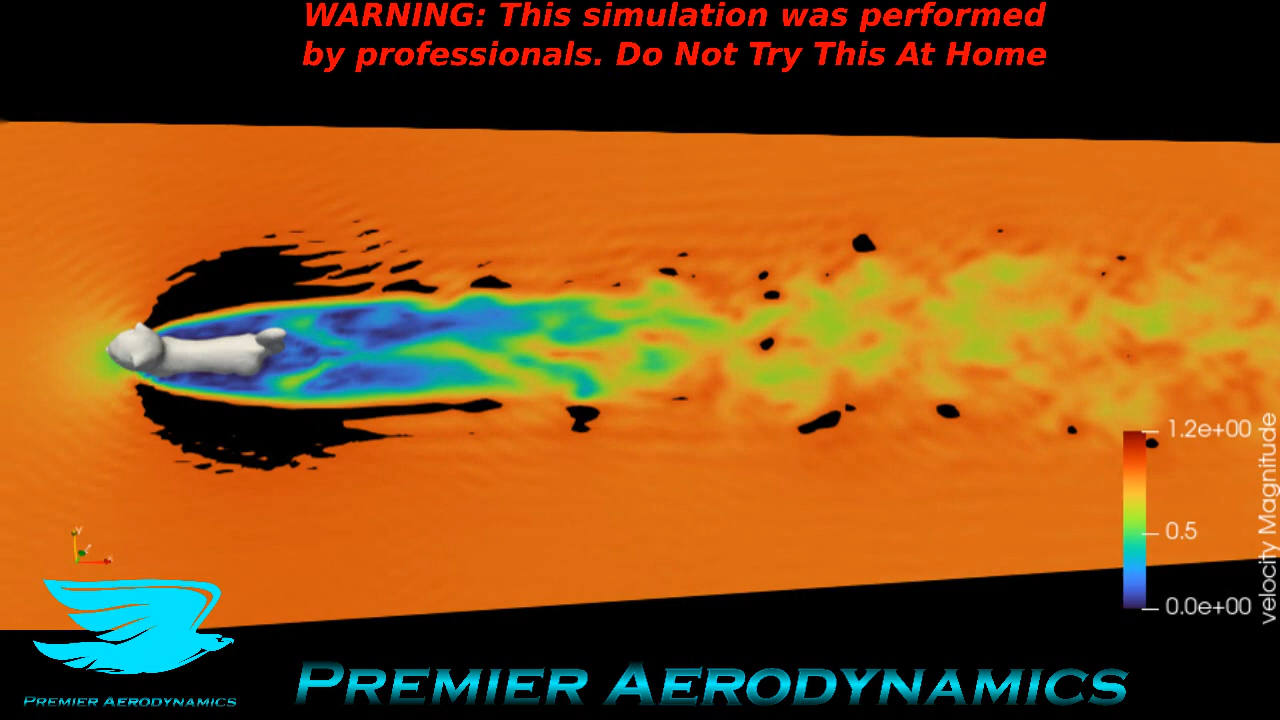 WARNING: This simulation was performed
by professionals. Do Not Try This At Home
1.2e+00
0.5
0.0e+00
velocity Magnitude
PREMIER AERODYNAMICS
PREMIER AERODYNAMICS